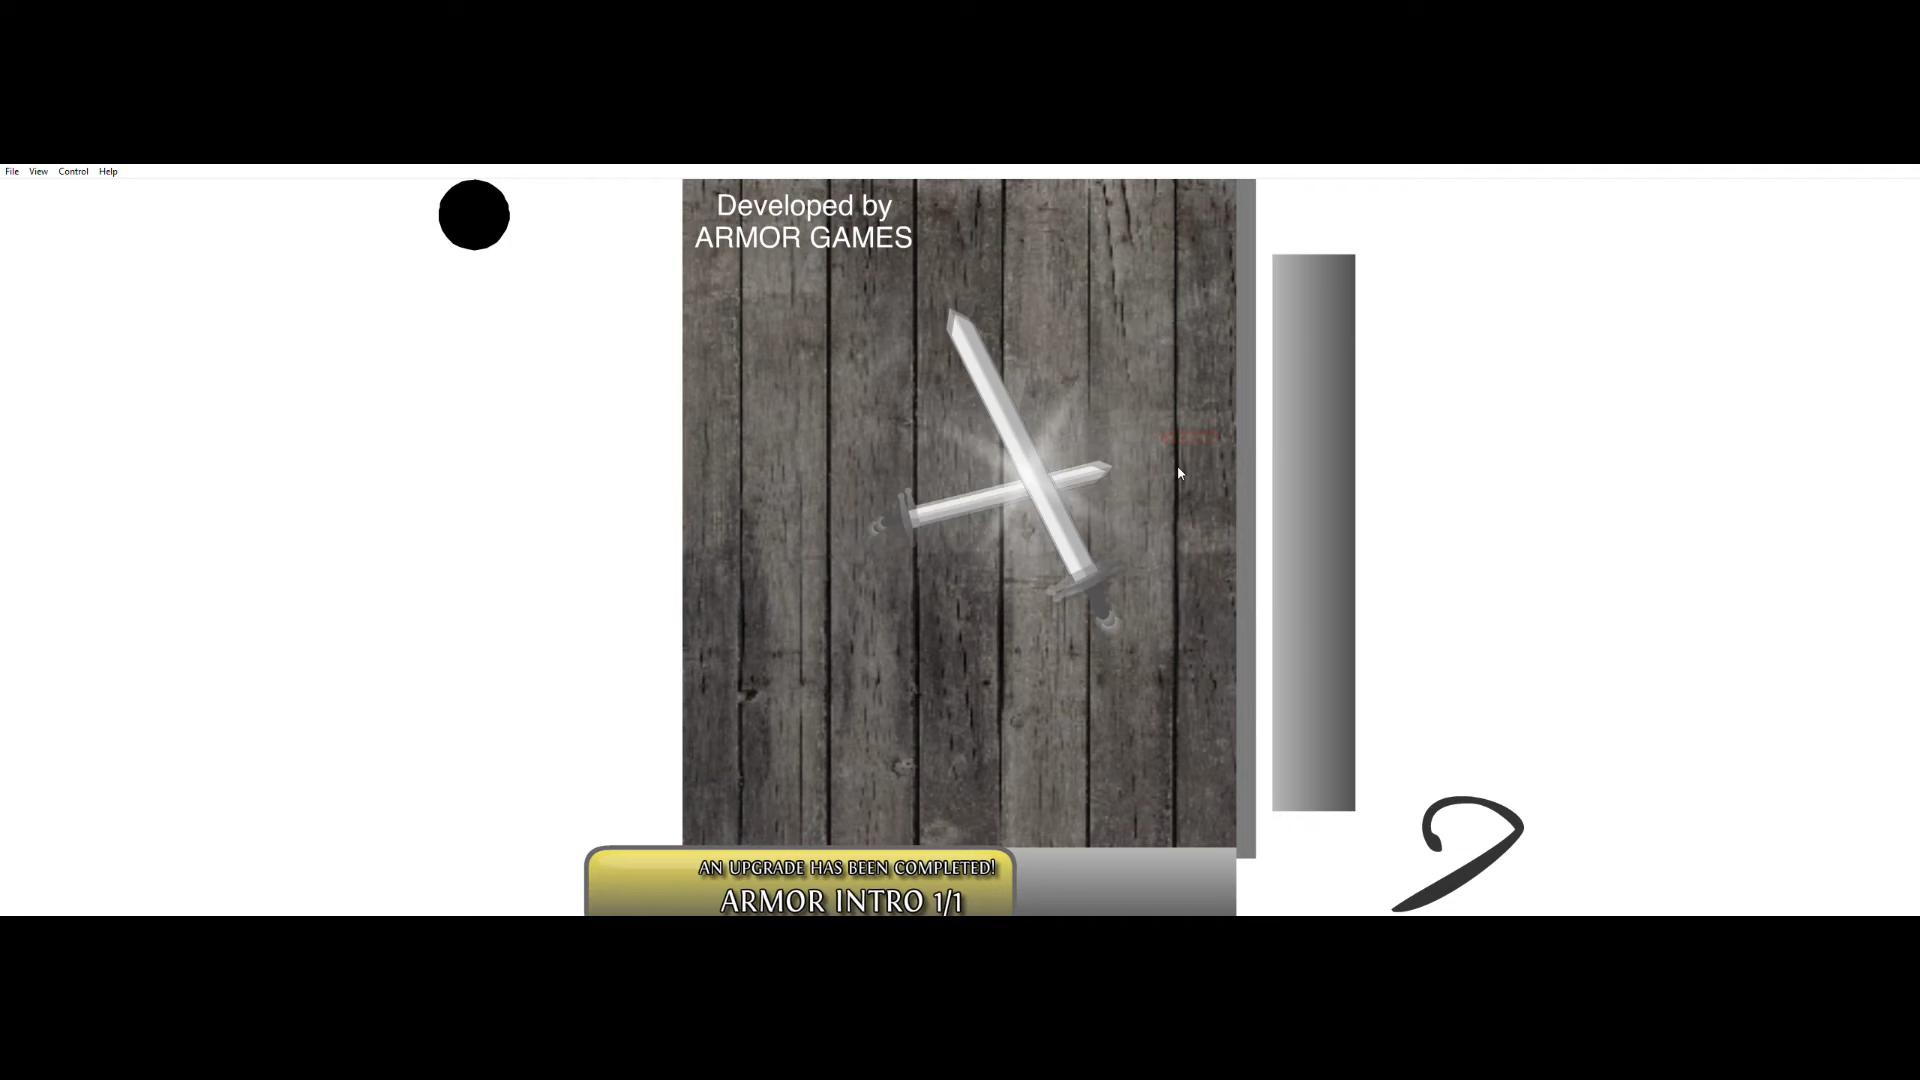 File View Control Help
Developed by
ARMOR GAMES
AN UPGRADE HAS BEEN COMPLETED!
ARMOR INTRO 1/1